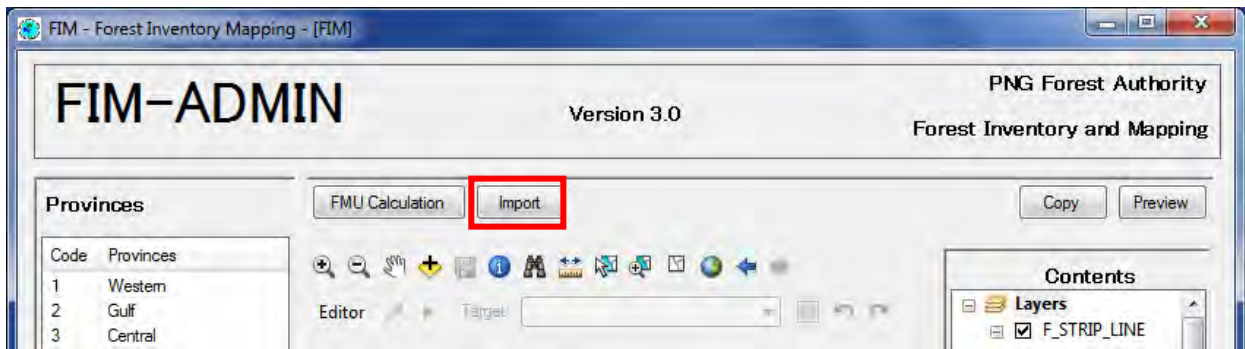 FIM - Forest Inventory Mapping - [FIM]
FIM-ADMIN
Version 3.0
PNG Forest Authority
Forest Inventory and Mapping
Provinces
FMU Calculation
Import
Copy
Preview
Code Provinces
1 Western
2 Gulf
3 Central
Editor
Target:
Contents
Layers
F_STRIP_LINE